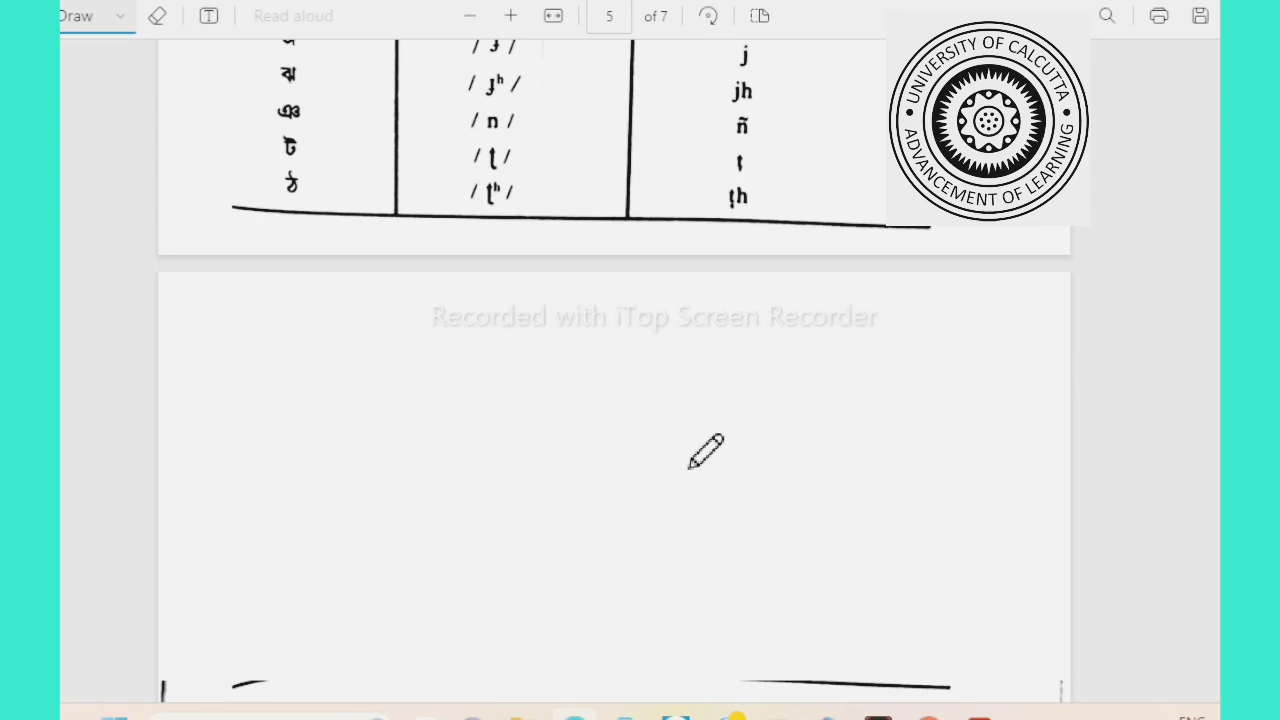 Draw
Read aloud
5 of 7
/ ɟ / j
ঝ / ɟʰ / jh
ঞ / n / ñ
ট / ʈ / ṭ
ঠ / ʈʰ / ṭh
UNIVERSITY OF CALCUTTA
ADVANCEMENT OF LEARNING
Recorded with iTop Screen Recorder
ENG